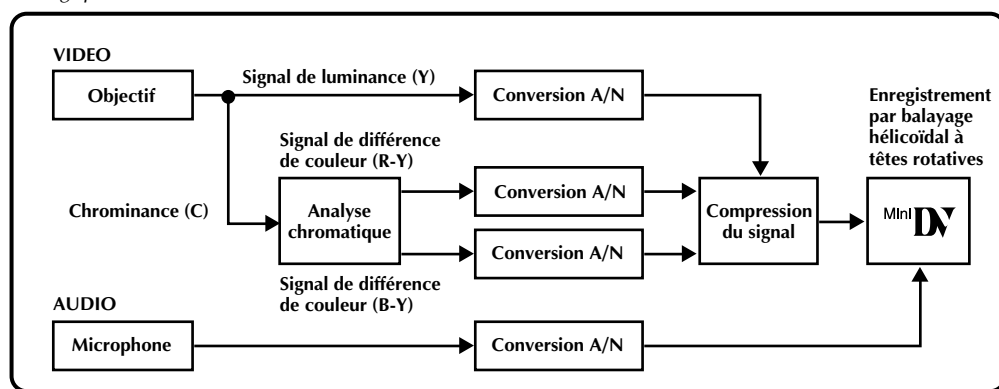 VIDEO
Objectif
Signal de luminance (Y)
Conversion A/N
Enregistrement
par balayage
hélicoïdal à
têtes rotatives
Signal de différence
de couleur (R-Y)
Chrominance (C)
Analyse
chromatique
Conversion A/N
Conversion A/N
Compression
du signal
Mini DV
Signal de différence
de couleur (B-Y)
AUDIO
Microphone
Conversion A/N